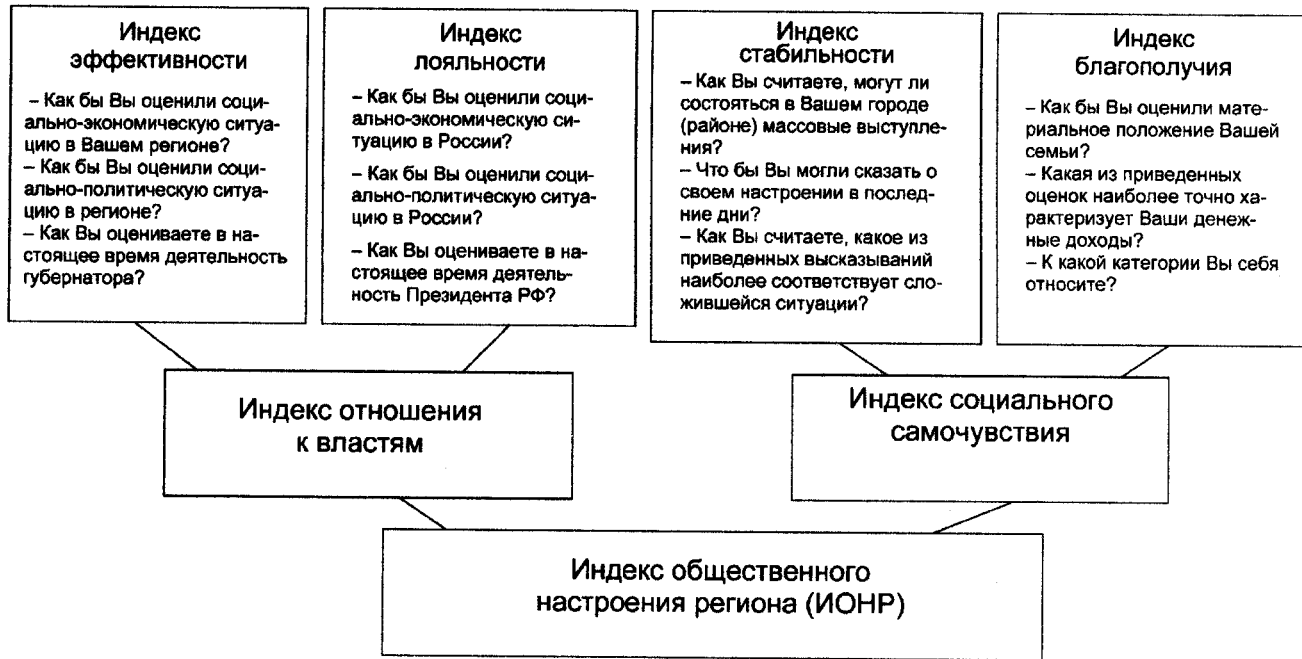 Индекс
эффективности
– Как бы Вы оценили соци-
ально-экономическую ситуа-
цию в Вашем регионе?
– Как бы Вы оценили соци-
ально-политическую ситуа-
цию в регионе?
– Как Вы оцениваете в на-
стоящее время деятельность
губернатора?
Индекс
лояльности
– Как бы Вы оценили соци-
ально-экономическую си-
туацию в России?
– Как бы Вы оценили соци-
ально-политическую ситуа-
цию в России?
– Как Вы оцениваете в на-
стоящее время деятель-
ность Президента РФ?
Индекс
стабильности
– Как Вы считаете, могут ли
состояться в Вашем городе
(районе) массовые выступле-
ния?
– Что бы Вы могли сказать о
своем настроении в послед-
ние дни?
– Как Вы считаете, какое из
приведенных высказываний
наиболее соответствует сло-
жившейся ситуации?
Индекс
благополучия
– Как бы Вы оценили мате-
риальное положение Вашей
семьи?
– Какая из приведенных
оценок наиболее точно ха-
рактеризует Ваши денеж-
ные доходы?
– К какой категории Вы себя
относите?
Индекс отношения
к властям
Индекс социального
самочувствия
Индекс общественного
настроения региона (ИОНР)